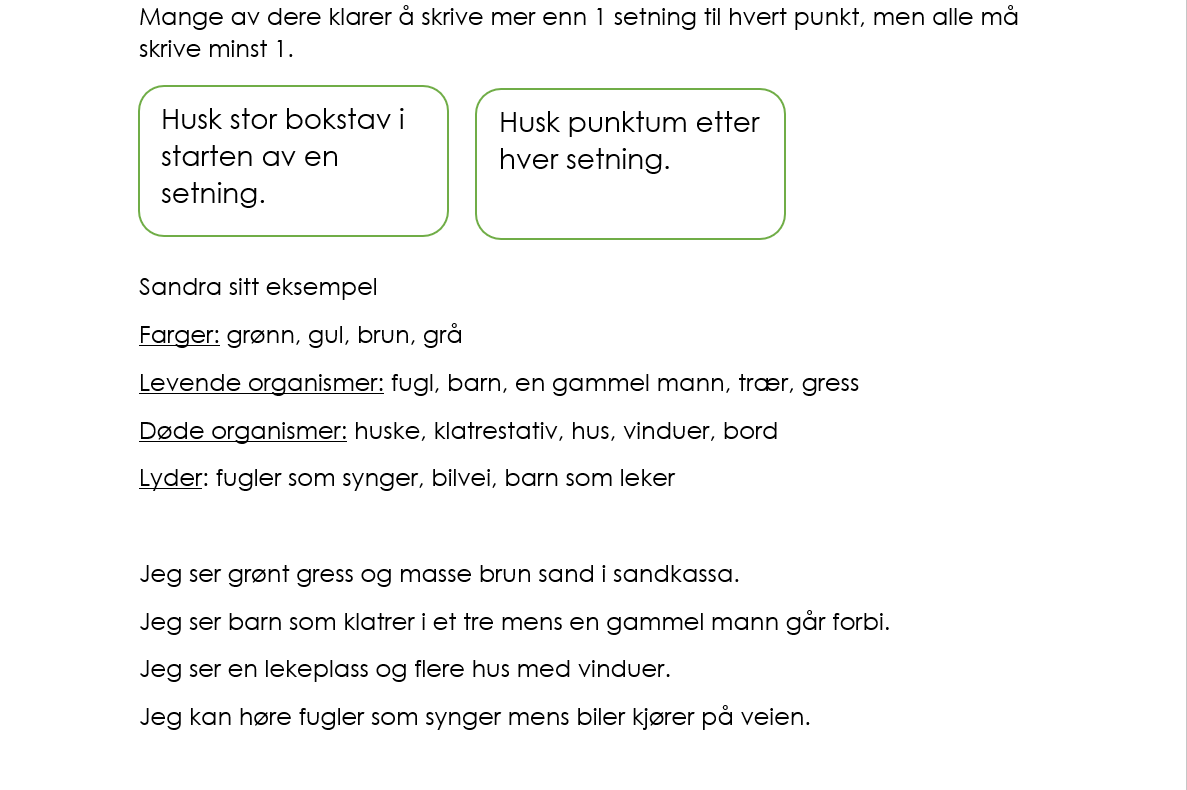 Mange av dere klarer å skrive mer enn 1 setning til hvert punkt, men alle må
skrive minst 1.
Husk stor bokstav i
starten av en
setning.
Husk punktum etter
hver setning.
Sandra sitt eksempel
Farger: grønn, gul, brun, grå
Levende organismer: fugl, barn, en gammel mann, trær, gress
Døde organismer: huske, klatrestativ, hus, vinduer, bord
Lyder: fugler som synger, bilvei, barn som leker
Jeg ser grønt gress og masse brun sand i sandkassa.
Jeg ser barn som klatrer i et tre mens en gammel mann går forbi.
Jeg ser en lekeplass og flere hus med vinduer.
Jeg kan høre fugler som synger mens biler kjører på veien.